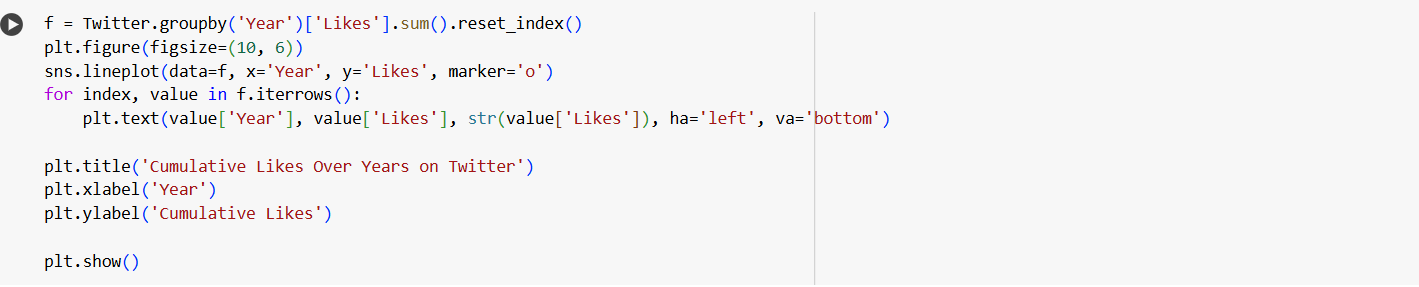 f = Twitter.groupby('Year')['Likes'].sum().reset_index()
plt.figure(figsize=(10, 6))
sns.lineplot(data=f, x='Year', y='Likes', marker='o')
for index, value in f.iterrows():
    plt.text(value['Year'], value['Likes'], str(value['Likes']), ha='left', va='bottom')

plt.title('Cumulative Likes Over Years on Twitter')
plt.xlabel('Year')
plt.ylabel('Cumulative Likes')

plt.show()